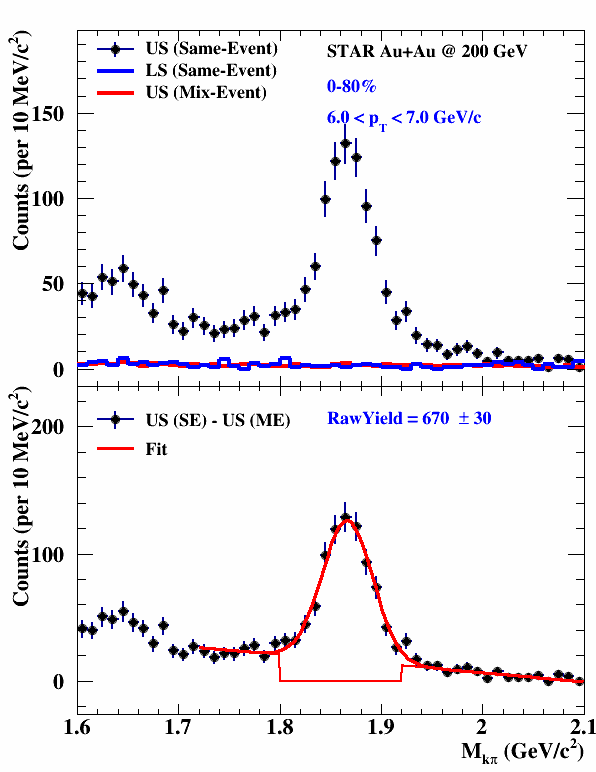 US (Same-Event)
LS (Same-Event)
US (Mix-Event)
STAR Au+Au @ 200 GeV
0-80%
6.0 < p_T < 7.0 GeV/c
Counts (per 10 MeV/c²)
150
100
50
0
US (SE) - US (ME)
Fit
RawYield = 670 ± 30
Counts (per 10 MeV/c²)
200
100
0
1.6 1.7 1.8 1.9 2 2.1
M_kπ (GeV/c²)